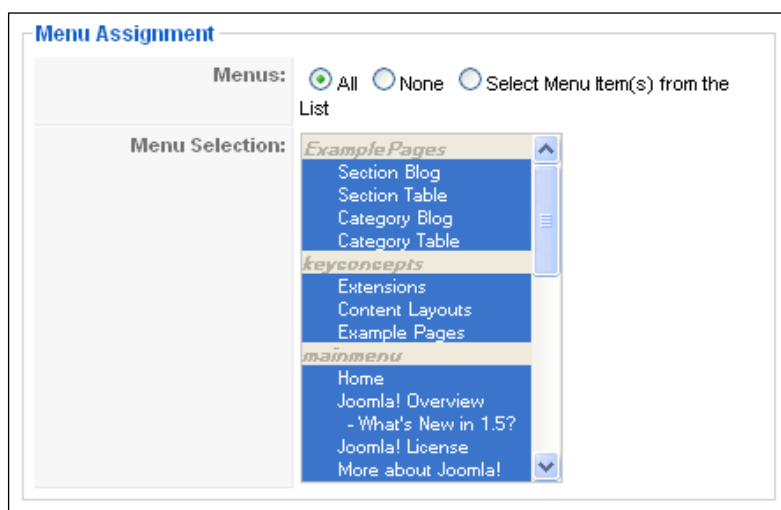 Menu Assignment
Menus: All None Select Menu Item(s) from the
List
Menu Selection: ExamplePages
Section Blog
Section Table
Category Blog
Category Table
keyconcepts
Extensions
Content Layouts
Example Pages
mainmenu
Home
Joomla! Overview
- What's New in 1.5?
Joomla! License
More about Joomla!